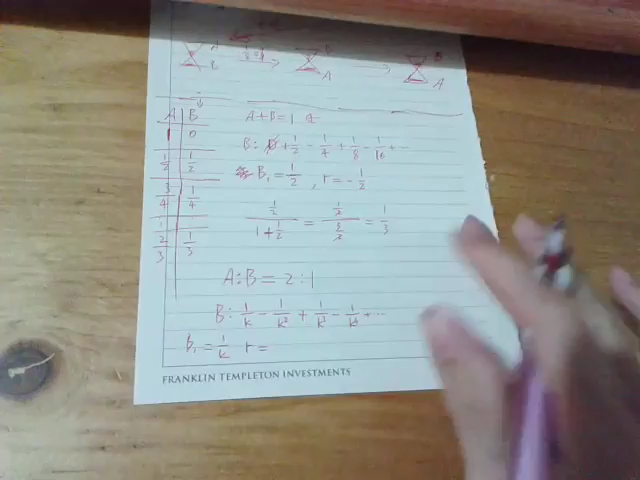 B
B
A
A
A B
A+B=1
1 0
B: + 1/2 - 1/4 + 1/8 - 1/16 + ...
1/2 1/2
B₁ = 1/2 , r = - 1/2
3/4 1/4
(1/2)/(1+1/2) = (1/2)/(3/2) = 1/3
2/3 1/3
A:B = 2:1
B: 1/k - 1/k² + 1/k³ - 1/k⁴ + ...
B₁ = 1/k r =
FRANKLIN TEMPLETON INVESTMENTS